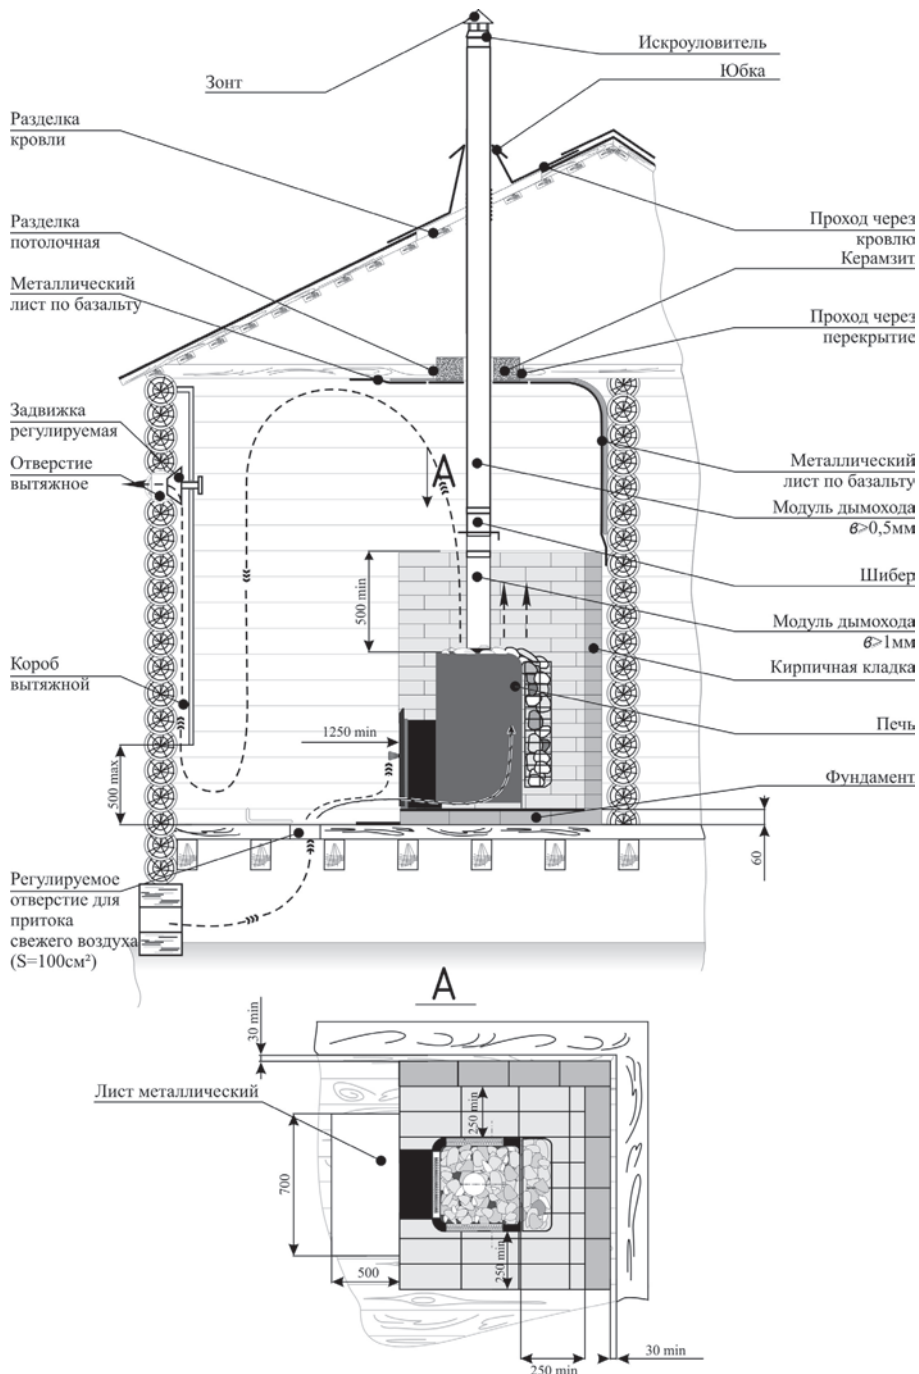 Зонт
Искроуловитель
Юбка
Разделка
кровли
Разделка
потолочная
Металлический
лист по базальту
Проход через
кровлю
Керамзит
Проход через
перекрытие
Задвижка
регулируемая
Отверстие
вытяжное
А
Металлический
лист по базальту
Модуль дымохода
в>0,5мм
Шибер
500 min
Модуль дымохода
в>1мм
Кирпичная кладка
Короб
вытяжной
Печь
1250 min
500 max
Фундамент
60
Регулируемое
отверстие для
притока
свежего воздуха
(S=100см²)
А
30 min
Лист металлический
250 min
700
500
250 min
30 min
250 min